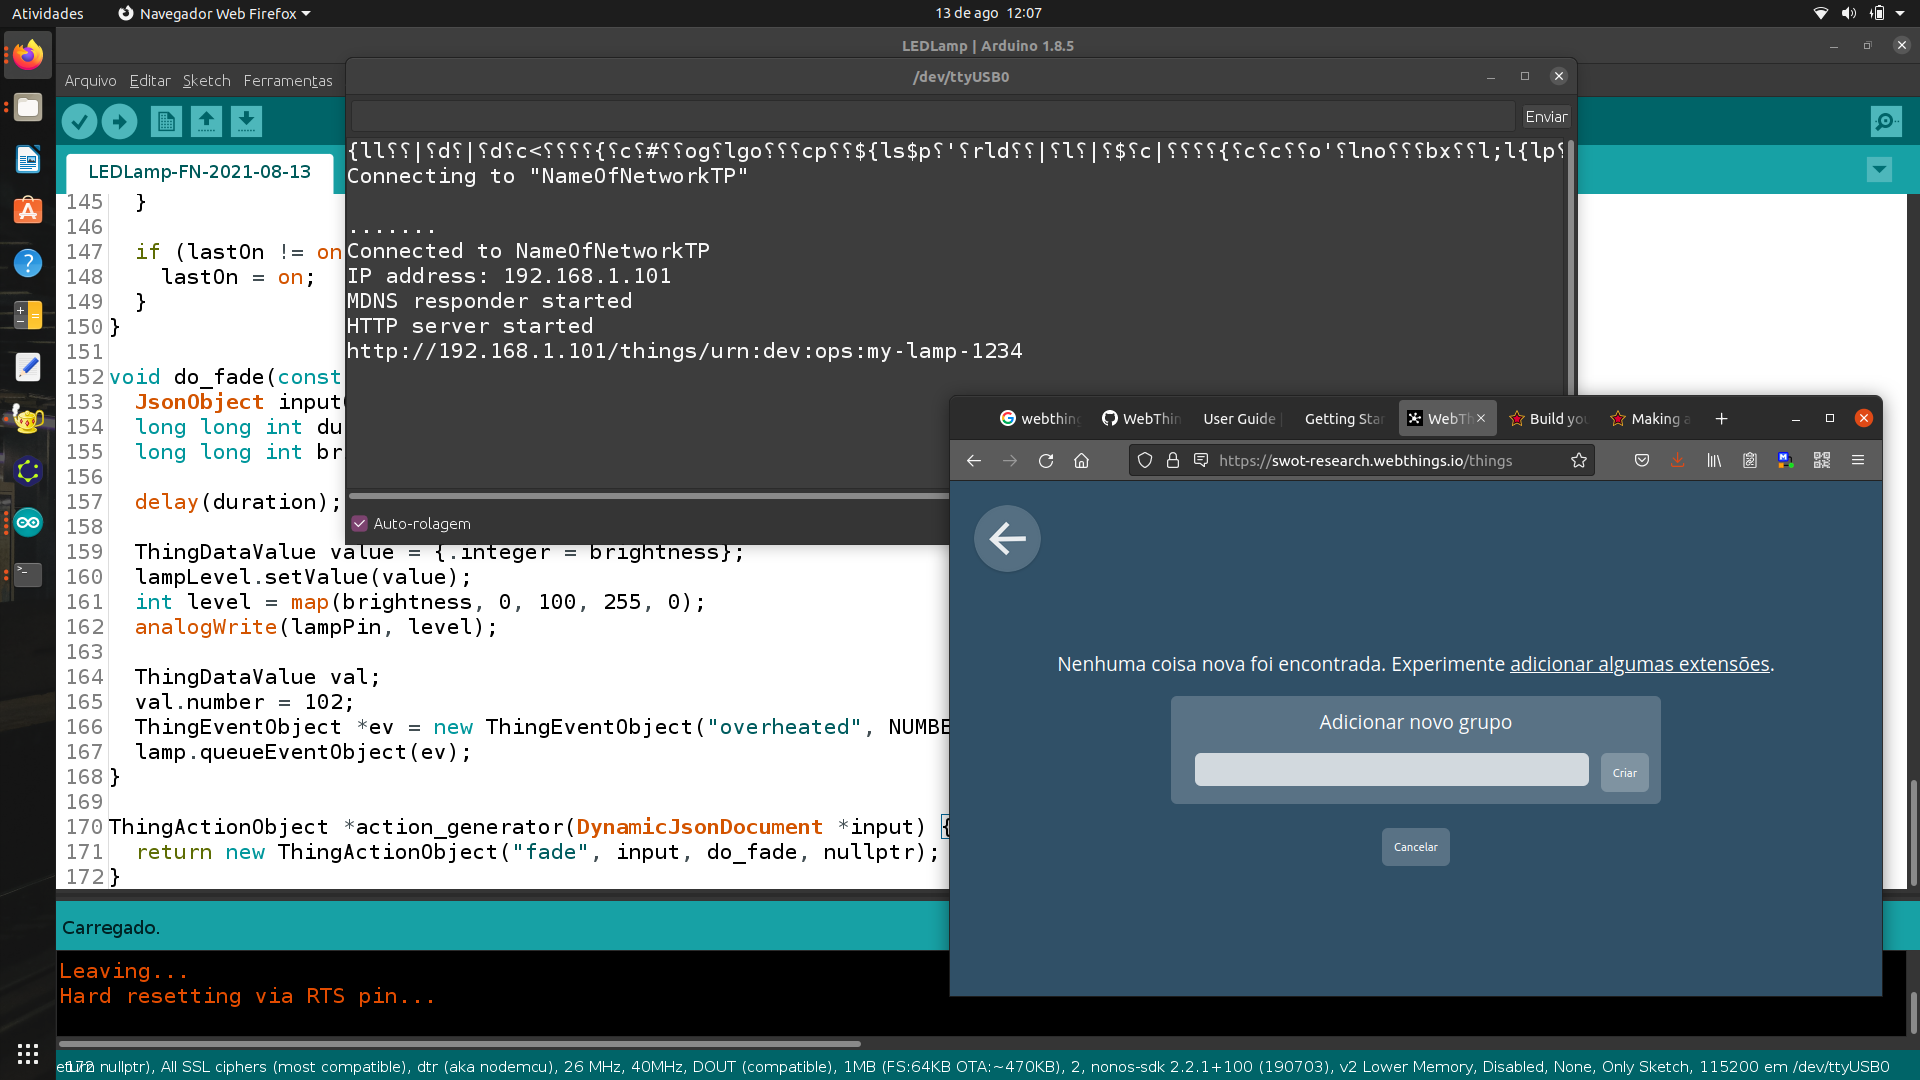 Atividades
Navegador Web Firefox
13 de ago 12:07
LEDLamp | Arduino 1.8.5
Arquivo Editar Sketch Ferramentas
/dev/ttyUSB0
Enviar
LEDLamp-FN-2021-08-13
Connecting to "NameOfNetworkTP"
.......
Connected to NameOfNetworkTP
IP address: 192.168.1.101
MDNS responder started
HTTP server started
http://192.168.1.101/things/urn:dev:ops:my-lamp-1234
Auto-rolagem
145 }
146
147 if (lastOn != on
148 lastOn = on;
149 }
150 }
151
152 void do_fade(const
153 JsonObject input
154 long long int du
155 long long int br
156
157 delay(duration);
158
159 ThingDataValue value = {.integer = brightness};
160 lampLevel.setValue(value);
161 int level = map(brightness, 0, 100, 255, 0);
162 analogWrite(lampPin, level);
163
164 ThingDataValue val;
165 val.number = 102;
166 ThingEventObject *ev = new ThingEventObject("overheated", NUMBE
167 lamp.queueEventObject(ev);
168 }
169
170 ThingActionObject *action_generator(DynamicJsonDocument *input) {
171 return new ThingActionObject("fade", input, do_fade, nullptr);
172 }
webthing WebThin User Guide Getting Star WebTh Build you Making a
https://swot-research.webthings.io/things
Nenhuma coisa nova foi encontrada. Experimente adicionar algumas extensões.
Adicionar novo grupo
Criar
Cancelar
Carregado.
Leaving...
Hard resetting via RTS pin...
172 nullptr), All SSL ciphers (most compatible), dtr (aka nodemcu), 26 MHz, 40MHz, DOUT (compatible), 1MB (FS:64KB OTA:~470KB), 2, nonos-sdk 2.2.1+100 (190703), v2 Lower Memory, Disabled, None, Only Sketch, 115200 em /dev/ttyUSB0